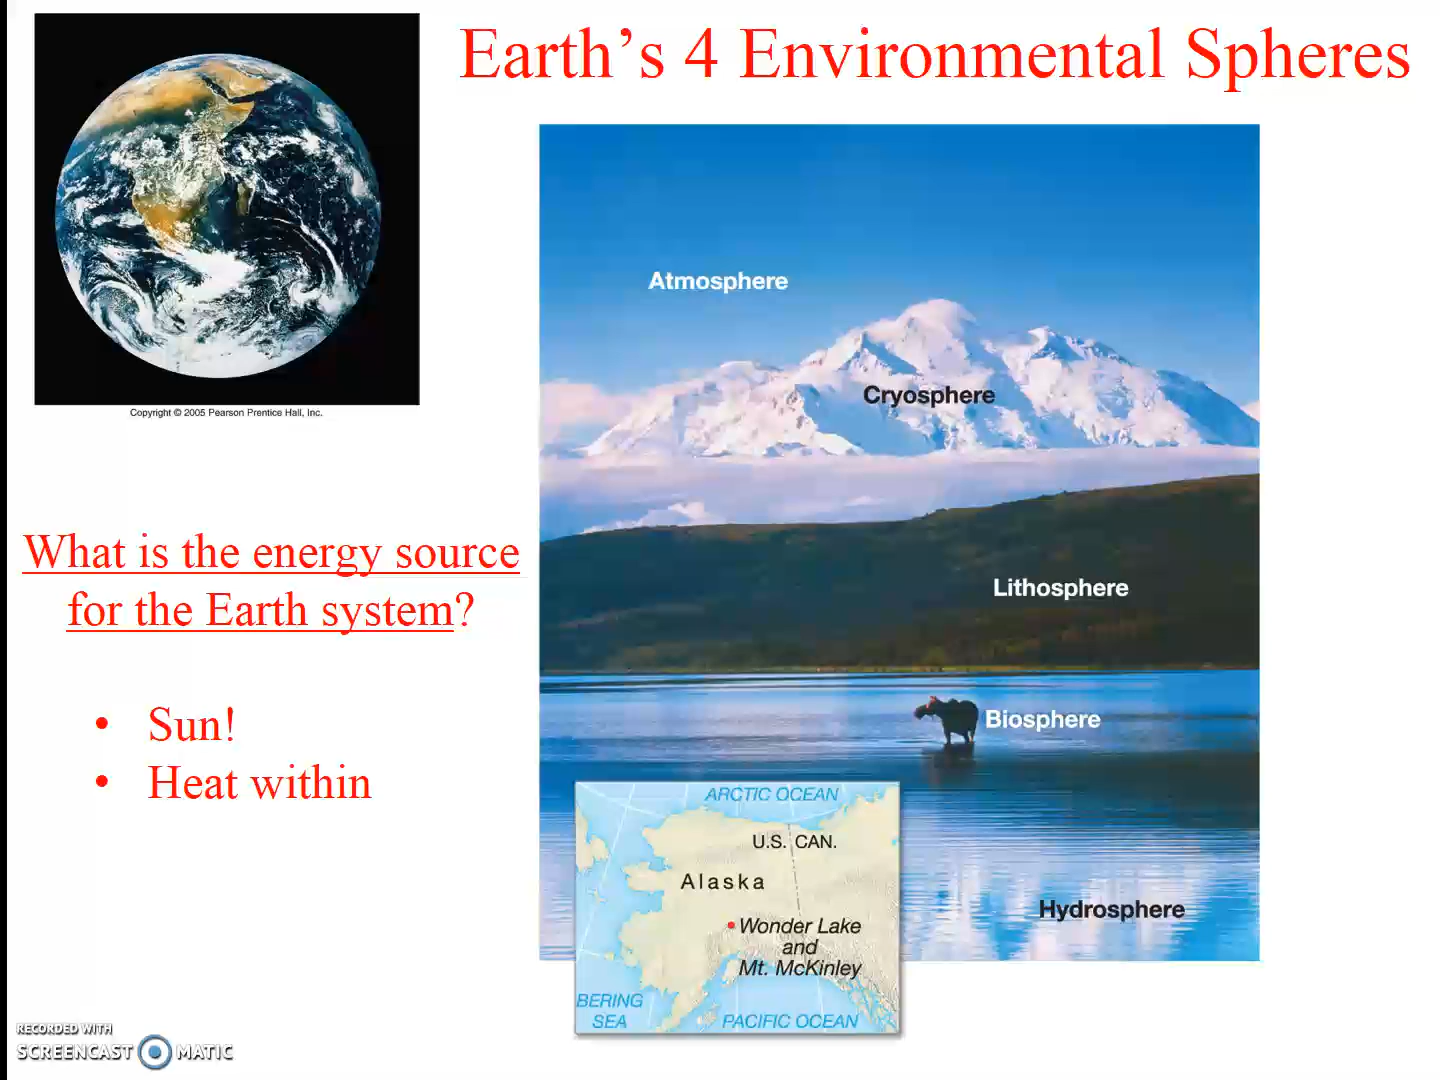 Earth’s 4 Environmental Spheres
Copyright © 2005 Pearson Prentice Hall, Inc.
What is the energy source
for the Earth system?
• Sun!
• Heat within
Atmosphere
Cryosphere
Lithosphere
Biosphere
Hydrosphere
ARCTIC OCEAN
U.S. CAN.
Alaska
Wonder Lake
and
Mt. McKinley
BERING
SEA
PACIFIC OCEAN
RECORDED WITH
SCREENCAST MATIC